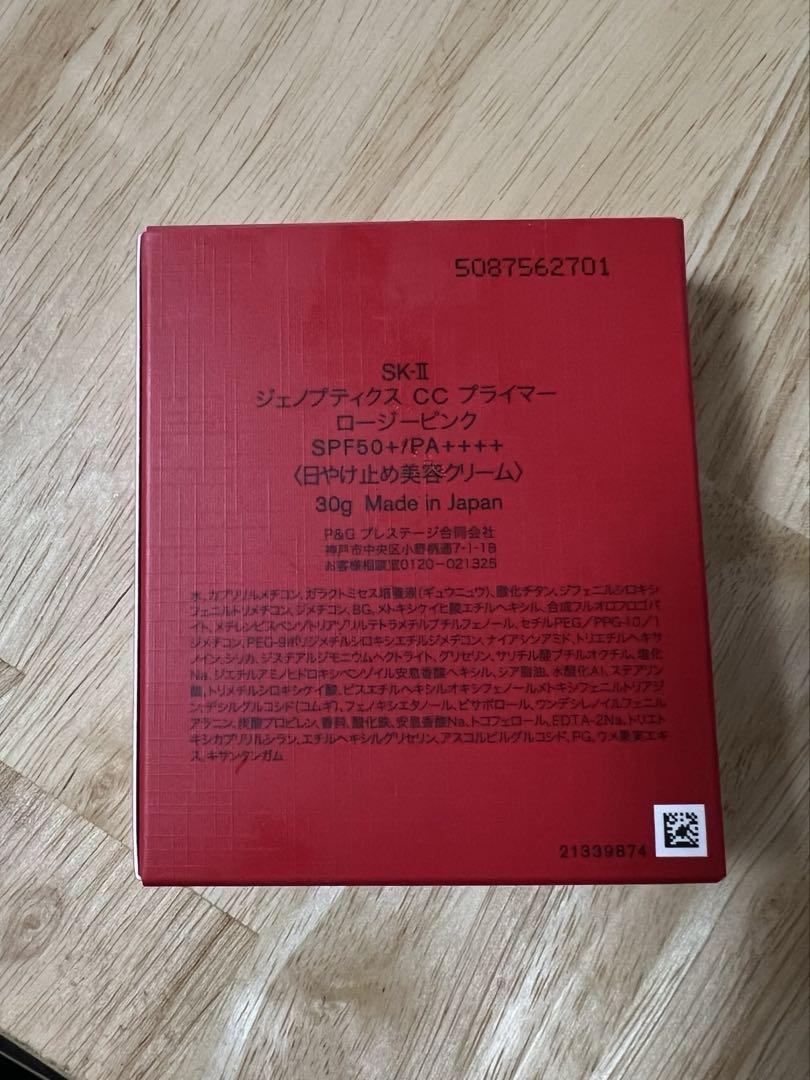 5087562701
SK-Ⅱ
ジェノプティクス CC プライマー
ロージーピンク
SPF50+/PA++++
〈日やけ止め美容クリーム〉
30g Made in Japan
P&G プレステージ合同会社
神戸市中央区小野柄通7-1-18
お客様相談室0120-021325
水、カプリリルメチコン、ガラクトミセス培養液(ギュウニュウ)、酸化チタン、ジフェニルシロキシ
フェニルトリメチコン、ジメチコン、BG、メトキシケイヒ酸エチルヘキシル、合成フルオロフロゴパ
イト、メチレンビスベンゾトリアゾリルテトラメチルブチルフェノール、セチルPEG/PPG-10/1
ジメチコン、PEG-9ポリジメチルシロキシエチルジメチコン、ナイアシンアミド、トリエチルヘキサ
ノイン、シリカ、ジステアルジモニウムヘクトライト、グリセリン、サリチル酸ブチルオクチル、塩化
Na、ジエチルアミノヒドロキシベンゾイル安息香酸ヘキシル、シア脂油、水酸化Al、ステアリン
酸、トリメチルシロキシケイ酸、ビスエチルヘキシルオキシフェノールメトキシフェニルトリアジ
ン、デシルグルコシド(コムギ)、フェノキシエタノール、ビサボロール、ウンデシレノイルフェニル
アラニン、炭酸プロピレン、香料、酸化鉄、安息香酸Na、トコフェロール、EDTA-2Na、トリエト
キシカプリリルシラン、エチルヘキシルグリセリン、アスコルビルグルコシド、PG、ウメ果実エキ
ス、キサンタンガム
21339874